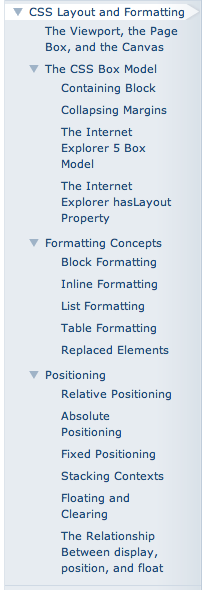 CSS Layout and Formatting
The Viewport, the Page
Box, and the Canvas
The CSS Box Model
Containing Block
Collapsing Margins
The Internet
Explorer 5 Box
Model
The Internet
Explorer hasLayout
Property
Formatting Concepts
Block Formatting
Inline Formatting
List Formatting
Table Formatting
Replaced Elements
Positioning
Relative Positioning
Absolute
Positioning
Fixed Positioning
Stacking Contexts
Floating and
Clearing
The Relationship
Between display,
position, and float